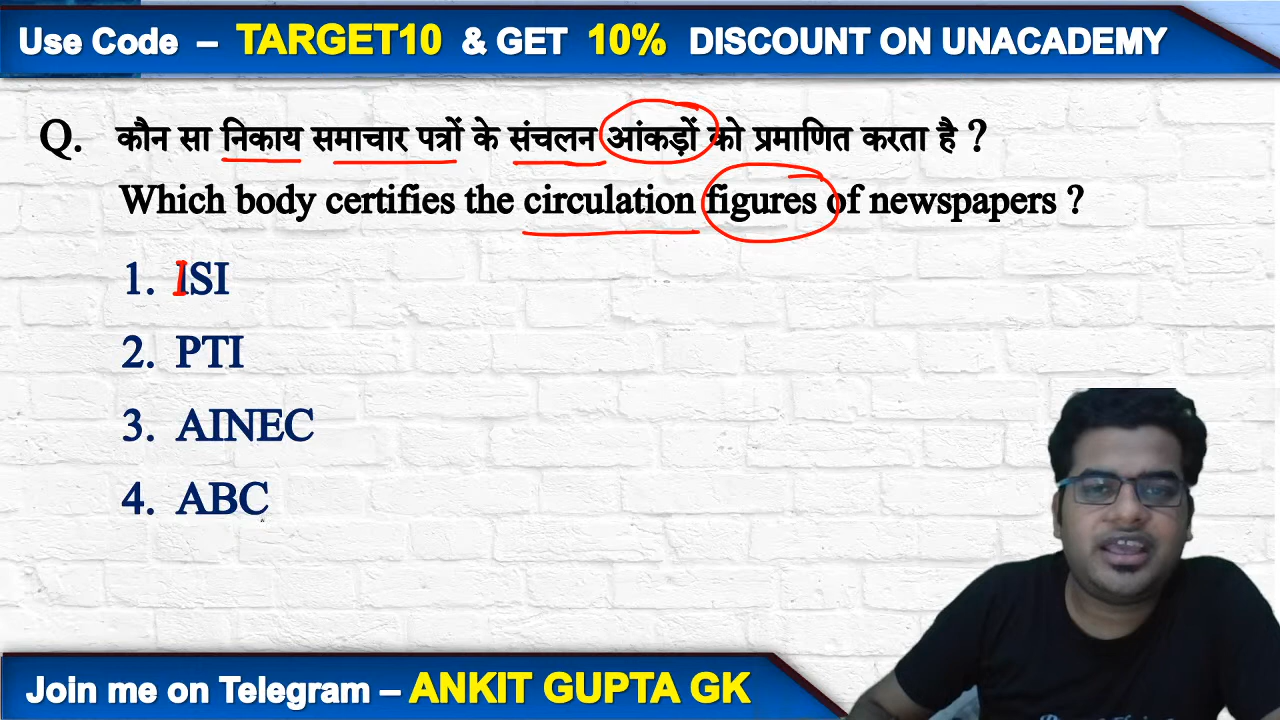 Use Code – TARGET10 & GET 10% DISCOUNT ON UNACADEMY
Q. कौन सा निकाय समाचार पत्रों के संचलन आंकड़ों को प्रमाणित करता है ?
Which body certifies the circulation figures of newspapers ?
1. ISI
2. PTI
3. AINEC
4. ABC
Join me on Telegram – ANKIT GUPTA GK